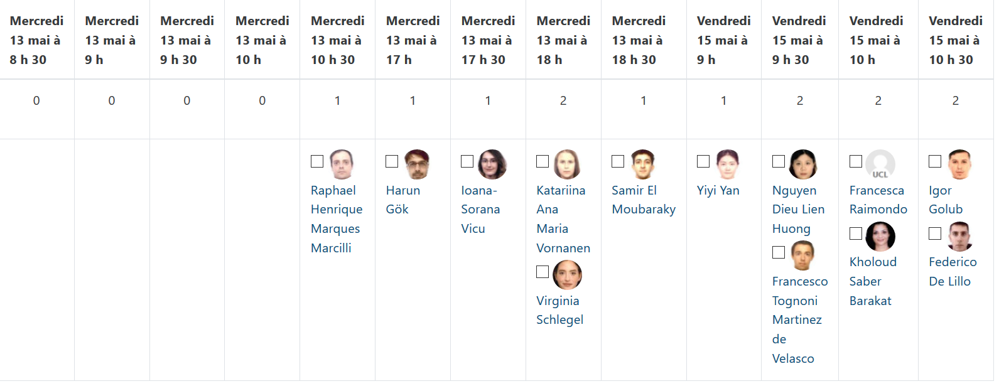 Mercredi 13 mai à 8 h 30
Mercredi 13 mai à 9 h
Mercredi 13 mai à 9 h 30
Mercredi 13 mai à 10 h
Mercredi 13 mai à 10 h 30
Mercredi 13 mai à 17 h
Mercredi 13 mai à 17 h 30
Mercredi 13 mai à 18 h
Mercredi 13 mai à 18 h 30
Vendredi 15 mai à 9 h
Vendredi 15 mai à 9 h 30
Vendredi 15 mai à 10 h
Vendredi 15 mai à 10 h 30
0 0 0 0 1 1 1 2 1 1 2 2 2
Raphael
Henrique
Marques
Marcilli
Harun
Gök
Ioana-
Sorana
Vicu
Katariina
Ana
Maria
Vornanen
Virginia
Schlegel
Samir El
Moubaraky
Yiyi Yan
Nguyen
Dieu Lien
Huong
Francesco
Tognoni
Martinez
de
Velasco
UCL
Francesca
Raimondo
Kholoud
Saber
Barakat
Igor
Golub
Federico
De Lillo